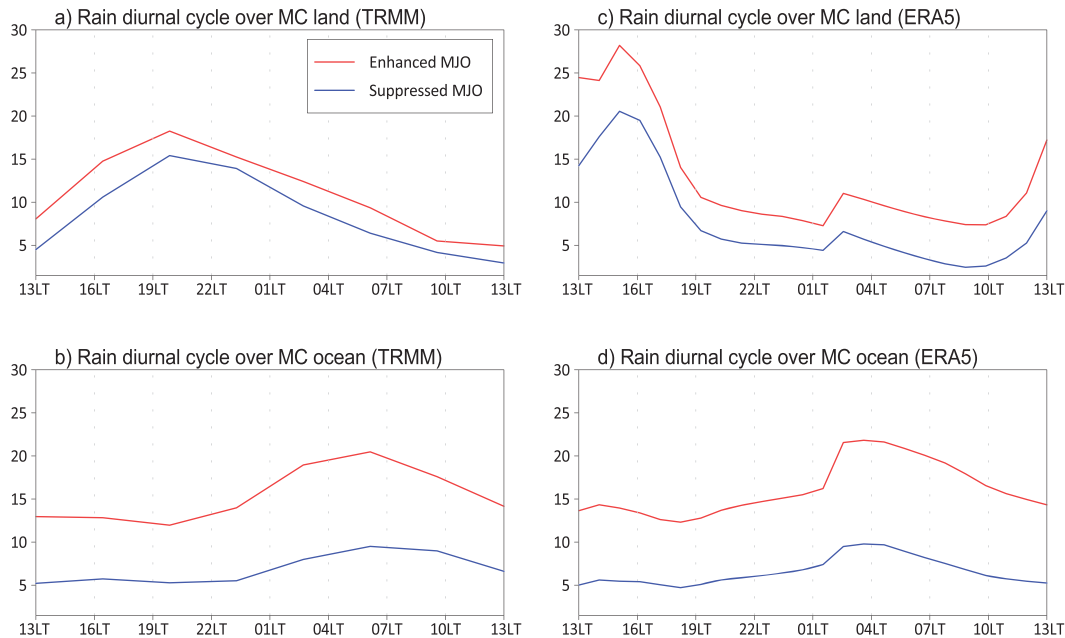 a) Rain diurnal cycle over MC land (TRMM)
30
25
20
15
10
5
13LT 16LT 19LT 22LT 01LT 04LT 07LT 10LT 13LT
Enhanced MJO
Suppressed MJO
c) Rain diurnal cycle over MC land (ERA5)
30
25
20
15
10
5
13LT 16LT 19LT 22LT 01LT 04LT 07LT 10LT 13LT
b) Rain diurnal cycle over MC ocean (TRMM)
30
25
20
15
10
5
13LT 16LT 19LT 22LT 01LT 04LT 07LT 10LT 13LT
d) Rain diurnal cycle over MC ocean (ERA5)
30
25
20
15
10
5
13LT 16LT 19LT 22LT 01LT 04LT 07LT 10LT 13LT